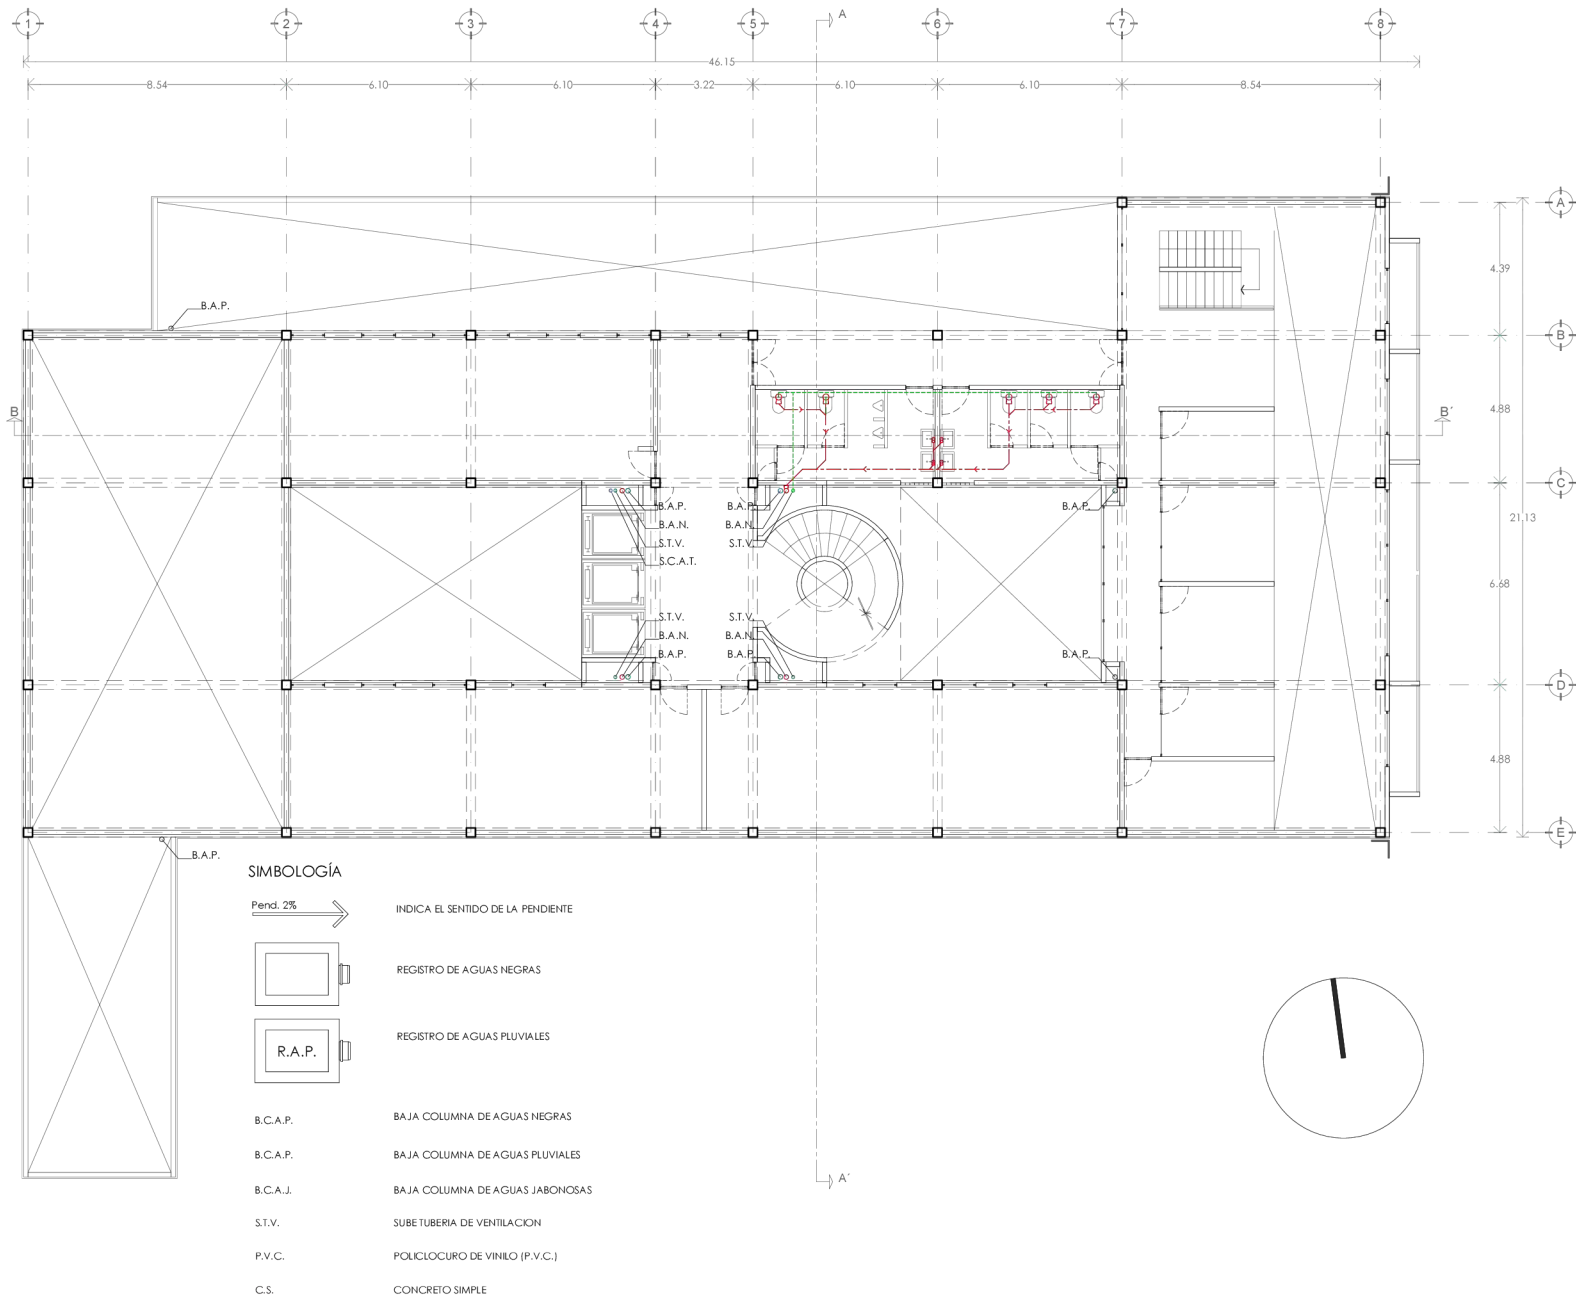 1 2 3 4 5 6 7 8
A
46.15
8.54 6.10 6.10 3.22 6.10 6.10 8.54
A
4.39
B.A.P.
B
B B´
4.88
C
B.A.P. B.A.P. B.A.P.
B.A.N. B.A.N.
S.T.V. S.T.V.
S.C.A.T.
21.13
6.68
S.T.V. S.T.V.
B.A.N. B.A.N.
B.A.P. B.A.P. B.A.P.
D
4.88
E
B.A.P.
SIMBOLOGÍA
Pend. 2% INDICA EL SENTIDO DE LA PENDIENTE
REGISTRO DE AGUAS NEGRAS
R.A.P. REGISTRO DE AGUAS PLUVIALES
B.C.A.P. BAJA COLUMNA DE AGUAS NEGRAS
B.C.A.P. BAJA COLUMNA DE AGUAS PLUVIALES
A´
B.C.A.J. BAJA COLUMNA DE AGUAS JABONOSAS
S.T.V. SUBE TUBERIA DE VENTILACION
P.V.C. POLICLOCURO DE VINILO (P.V.C.)
C.S. CONCRETO SIMPLE